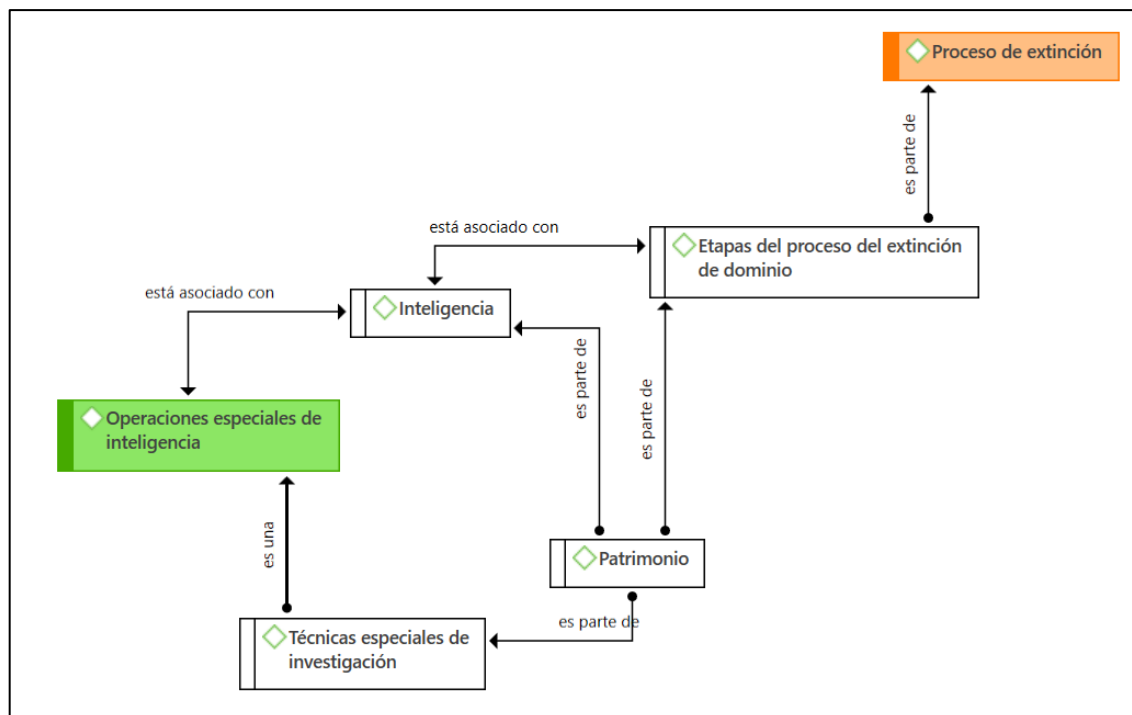 Proceso de extinción
es parte de
está asociado con
Etapas del proceso del extinción
de dominio
está asociado con
Inteligencia
es parte de
es parte de
Operaciones especiales de
inteligencia
es una
Patrimonio
es parte de
Técnicas especiales de
investigación